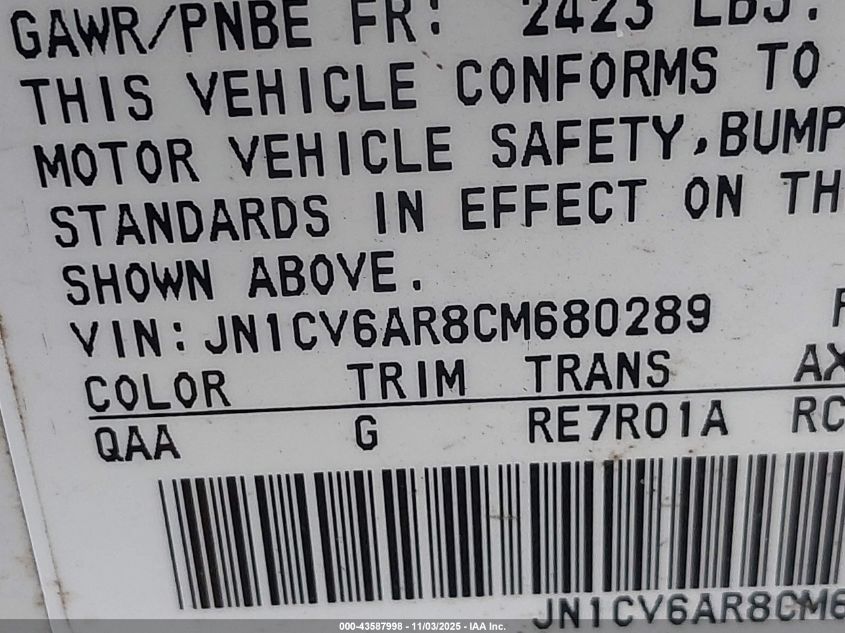 GAWR/PNBE FR: 2423 LBS.
THIS VEHICLE CONFORMS TO
MOTOR VEHICLE SAFETY,BUMP
STANDARDS IN EFFECT ON TH
SHOWN ABOVE.
VIN:JN1CV6AR8CM680289
COLOR TRIM TRANS AX
QAA G RE7R01A RC
JN1CV6AR8CM6
000-43587998 - 11/03/2025 - IAA Inc.